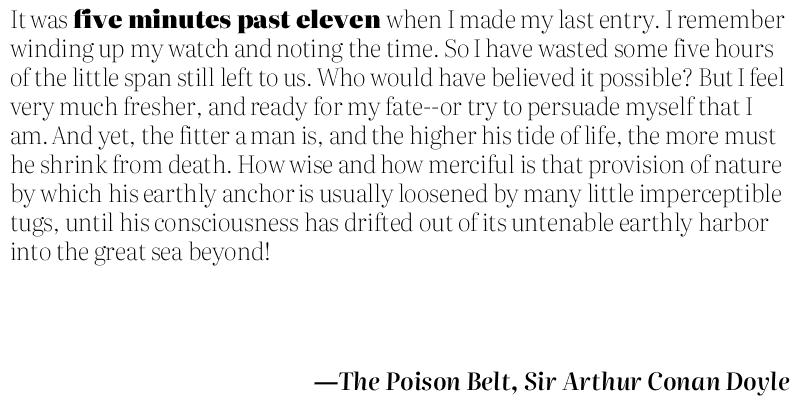 It was five minutes past eleven when I made my last entry. I remember
winding up my watch and noting the time. So I have wasted some five hours
of the little span still left to us. Who would have believed it possible? But I feel
very much fresher, and ready for my fate--or try to persuade myself that I
am. And yet, the fitter a man is, and the higher his tide of life, the more must
he shrink from death. How wise and how merciful is that provision of nature
by which his earthly anchor is usually loosened by many little imperceptible
tugs, until his consciousness has drifted out of its untenable earthly harbor
into the great sea beyond!
—The Poison Belt, Sir Arthur Conan Doyle